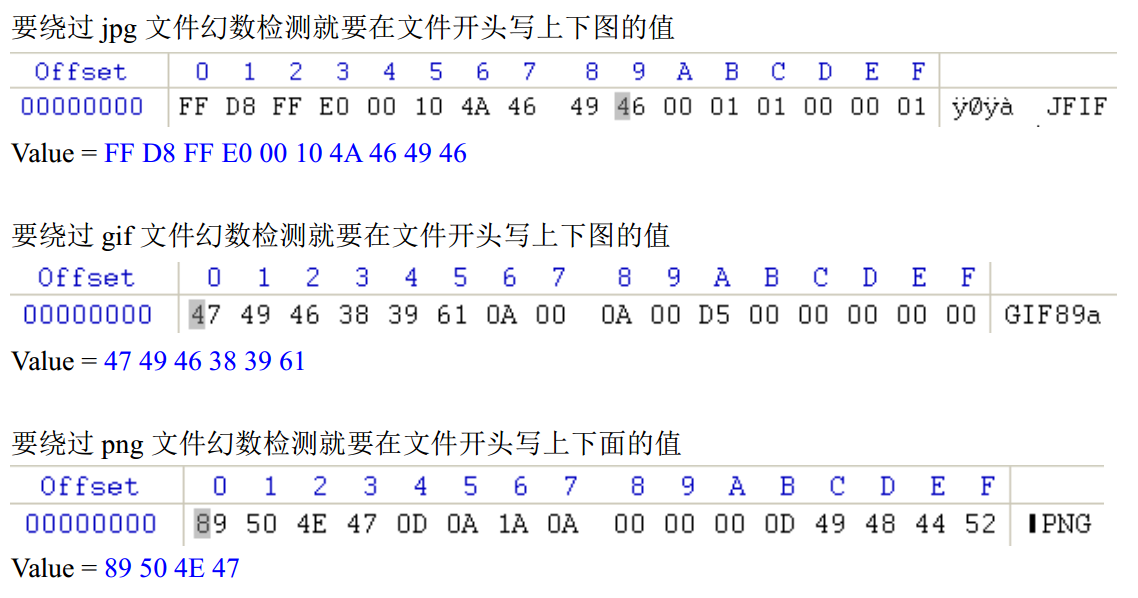 要绕过 jpg 文件幻数检测就要在文件开头写上下图的值
Offset 0 1 2 3 4 5 6 7 8 9 A B C D E F
00000000 FF D8 FF E0 00 10 4A 46 49 46 00 01 01 00 00 01 ÿØÿà JFIF
Value = FF D8 FF E0 00 10 4A 46 49 46
要绕过 gif 文件幻数检测就要在文件开头写上下图的值
Offset 0 1 2 3 4 5 6 7 8 9 A B C D E F
00000000 47 49 46 38 39 61 0A 00 0A 00 D5 00 00 00 00 00 GIF89a
Value = 47 49 46 38 39 61
要绕过 png 文件幻数检测就要在文件开头写上下面的值
Offset 0 1 2 3 4 5 6 7 8 9 A B C D E F
00000000 89 50 4E 47 0D 0A 1A 0A 00 00 00 0D 49 48 44 52 PNG
Value = 89 50 4E 47